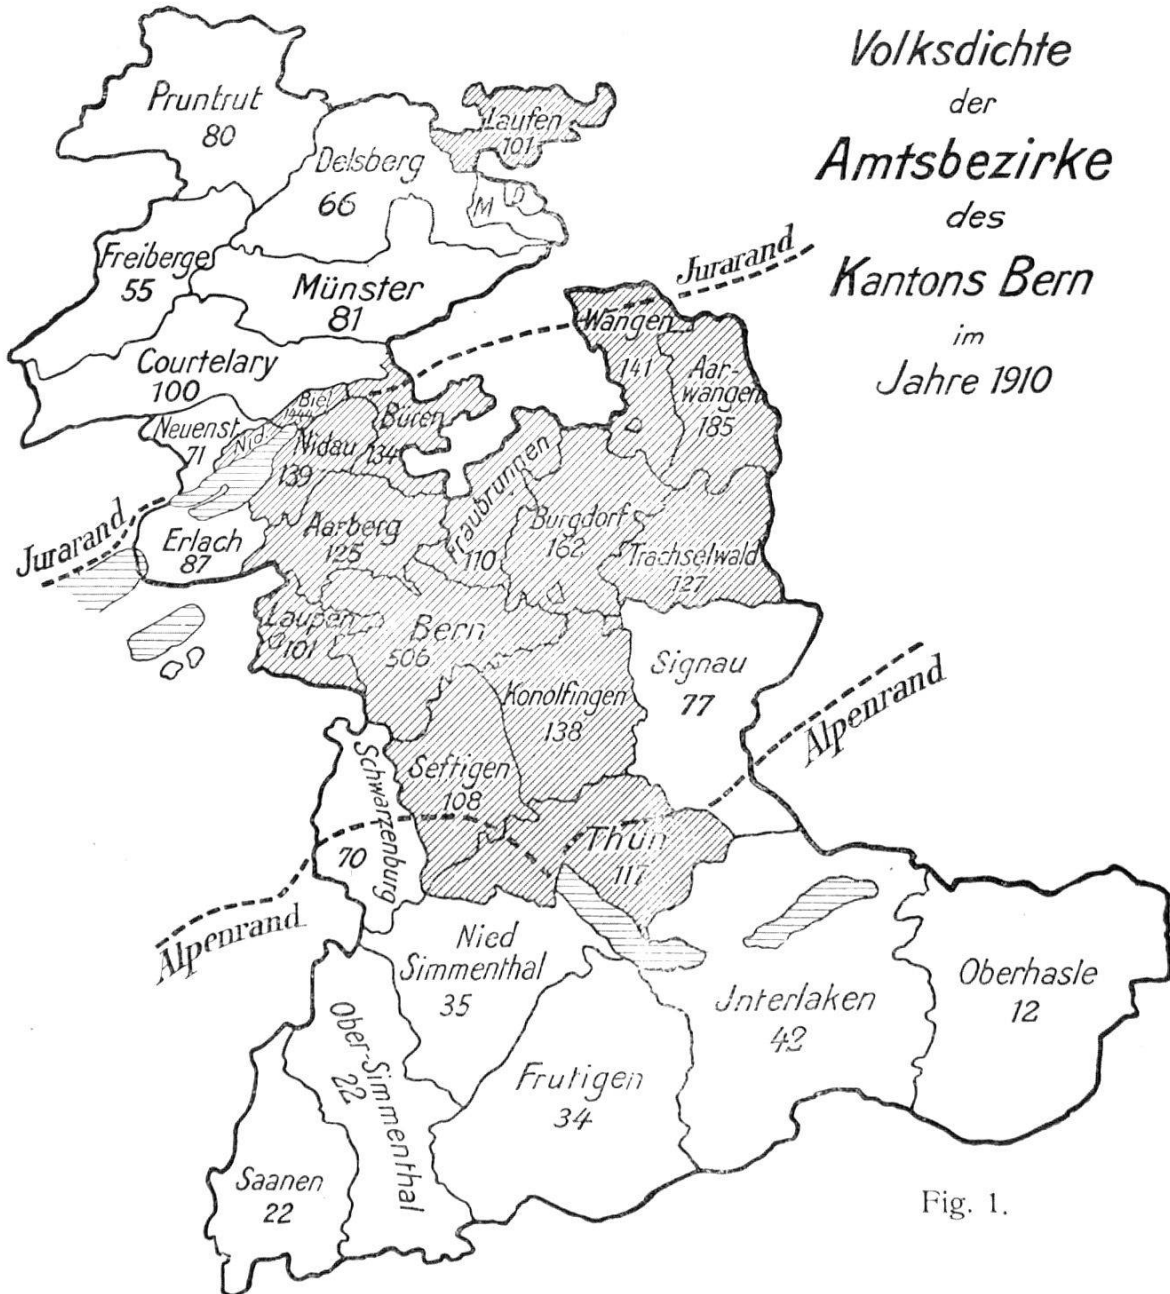 Volksdichte
der
Amtsbezirke
des
Kantons Bern
im
Jahre 1910
Pruntrut
80
Laufen
101
Delsberg
66
M
D
Freiberge
55
Münster
81
Jurarand
Courtelary
100
Wangen
141
Aar-
wangen
185
Biel
1444
Büren
134
Neuenst
71
Nid.
Nidau
139
Jurarand
Erlach
87
Aarberg
125
Fraubrunnen
110
Burgdorf
162
Trachselwald
127
Laupen
101
Bern
506
Signau
77
Konolfingen
138
Alpenrand
Schwarzenburg
70
Seftigen
108
Thun
117
Alpenrand
Nied
Simmenthal
35
Jnterlaken
42
Oberhasle
12
Ober-Simmenthal
22
Frutigen
34
Saanen
22
Fig. 1.